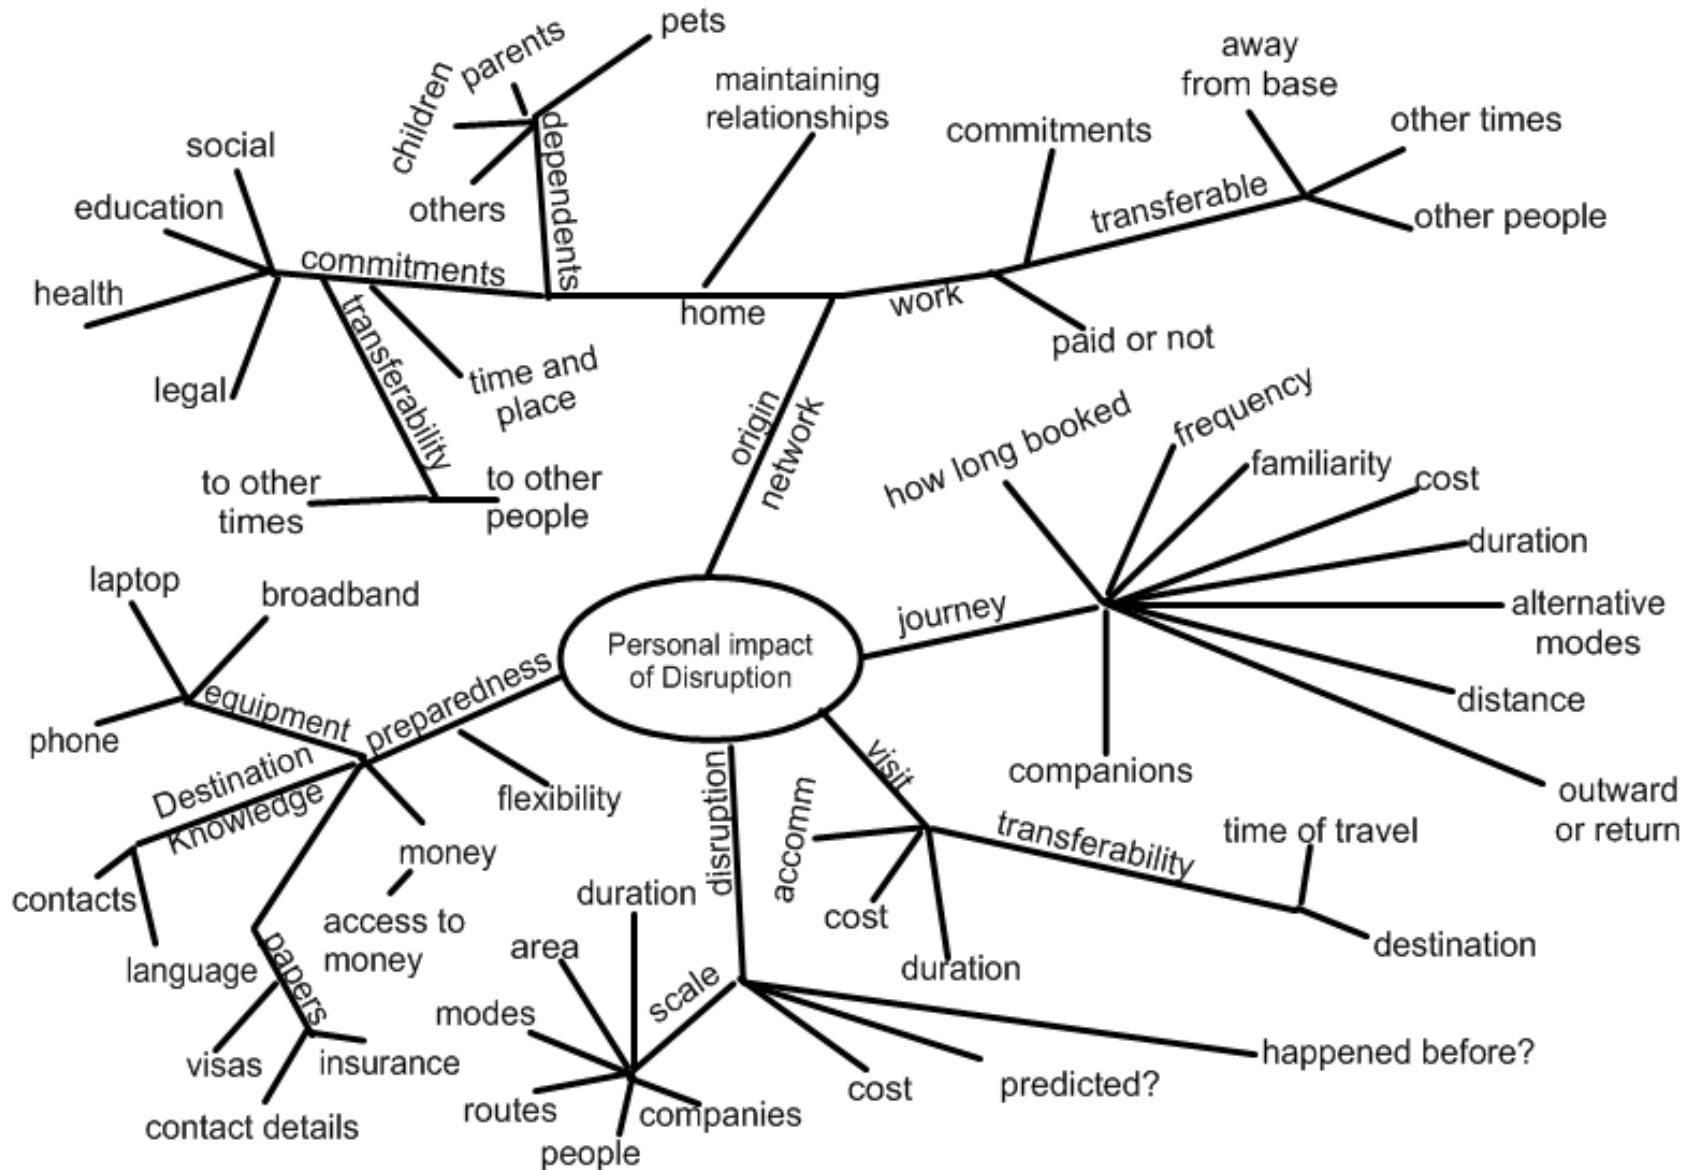 pets
parents
children
others
dependents
maintaining
relationships
away
from base
other times
other people
commitments
transferable
work
paid or not
social
education
health
legal
commitments
transferability
time and
place
to other
times
to other
people
home
origin
network
how long booked
frequency
familiarity
cost
duration
alternative
modes
distance
outward
or return
companions
journey
Personal impact
of Disruption
laptop
broadband
phone
equipment
preparedness
flexibility
Destination
Knowledge
contacts
language
money
access to
money
papers
visas
insurance
contact details
disruption
scale
duration
area
modes
routes
people
companies
cost
predicted?
happened before?
visit
accomm
cost
duration
transferability
time of travel
destination